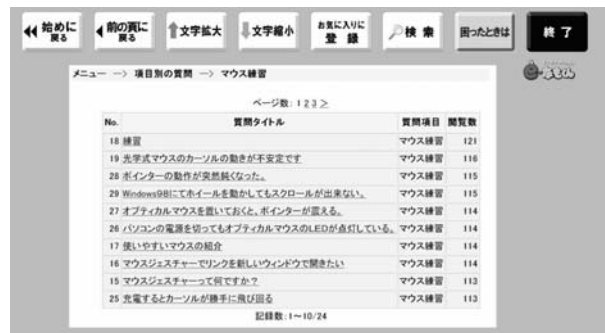 始めに 戻る
前の頁に 戻る
文字拡大
文字縮小
お気に入りに 登録
検索
困ったときは
終了
メニュー ―> 項目別の質問 ―> マウス練習
ページ数: 1 2 3 >
No. 質問タイトル 質問項目 閲覧数
18 練習 マウス練習 121
19 光学式マウスのカーソルの動きが不安定です マウス練習 116
28 ポインターの動作が突然鈍くなった。 マウス練習 115
29 Windows98にてホイールを動かしてもスクロールが出来ない。 マウス練習 115
27 オプティカルマウスを置いておくと、ポインターが震える。 マウス練習 114
26 パソコンの電源を切ってもオプティカルマウスのLEDが点灯している。 マウス練習 114
17 使いやすいマウスの紹介 マウス練習 114
16 マウスジェスチャーでリンクを新しいウィンドウで開きたい マウス練習 114
15 マウスジェスチャーって何ですか? マウス練習 113
25 充電するとカーソルが勝手に飛び回る マウス練習 113
記録数:1～10/24